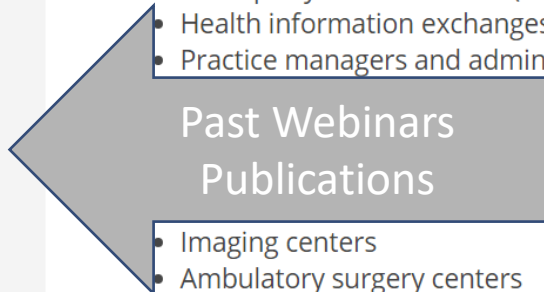 Health information exchanges
Practice managers and admin
Past Webinars
Publications
Imaging centers
Ambulatory surgery centers